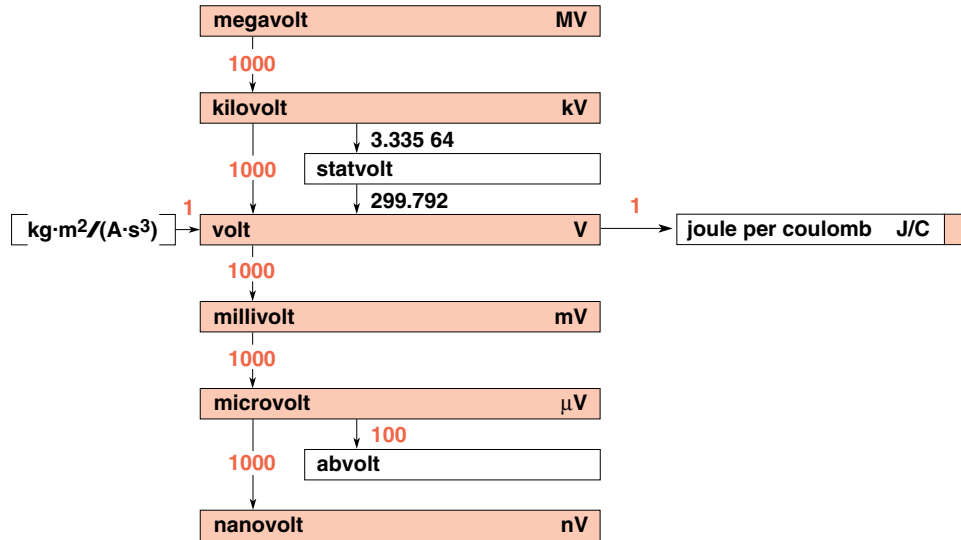 megavolt MV
1000
kilovolt kV
3.335 64
1000
statvolt
299.792
kg·m²/(A·s³)
1
volt V
1
joule per coulomb J/C
1000
millivolt mV
1000
microvolt μV
100
1000
abvolt
nanovolt nV